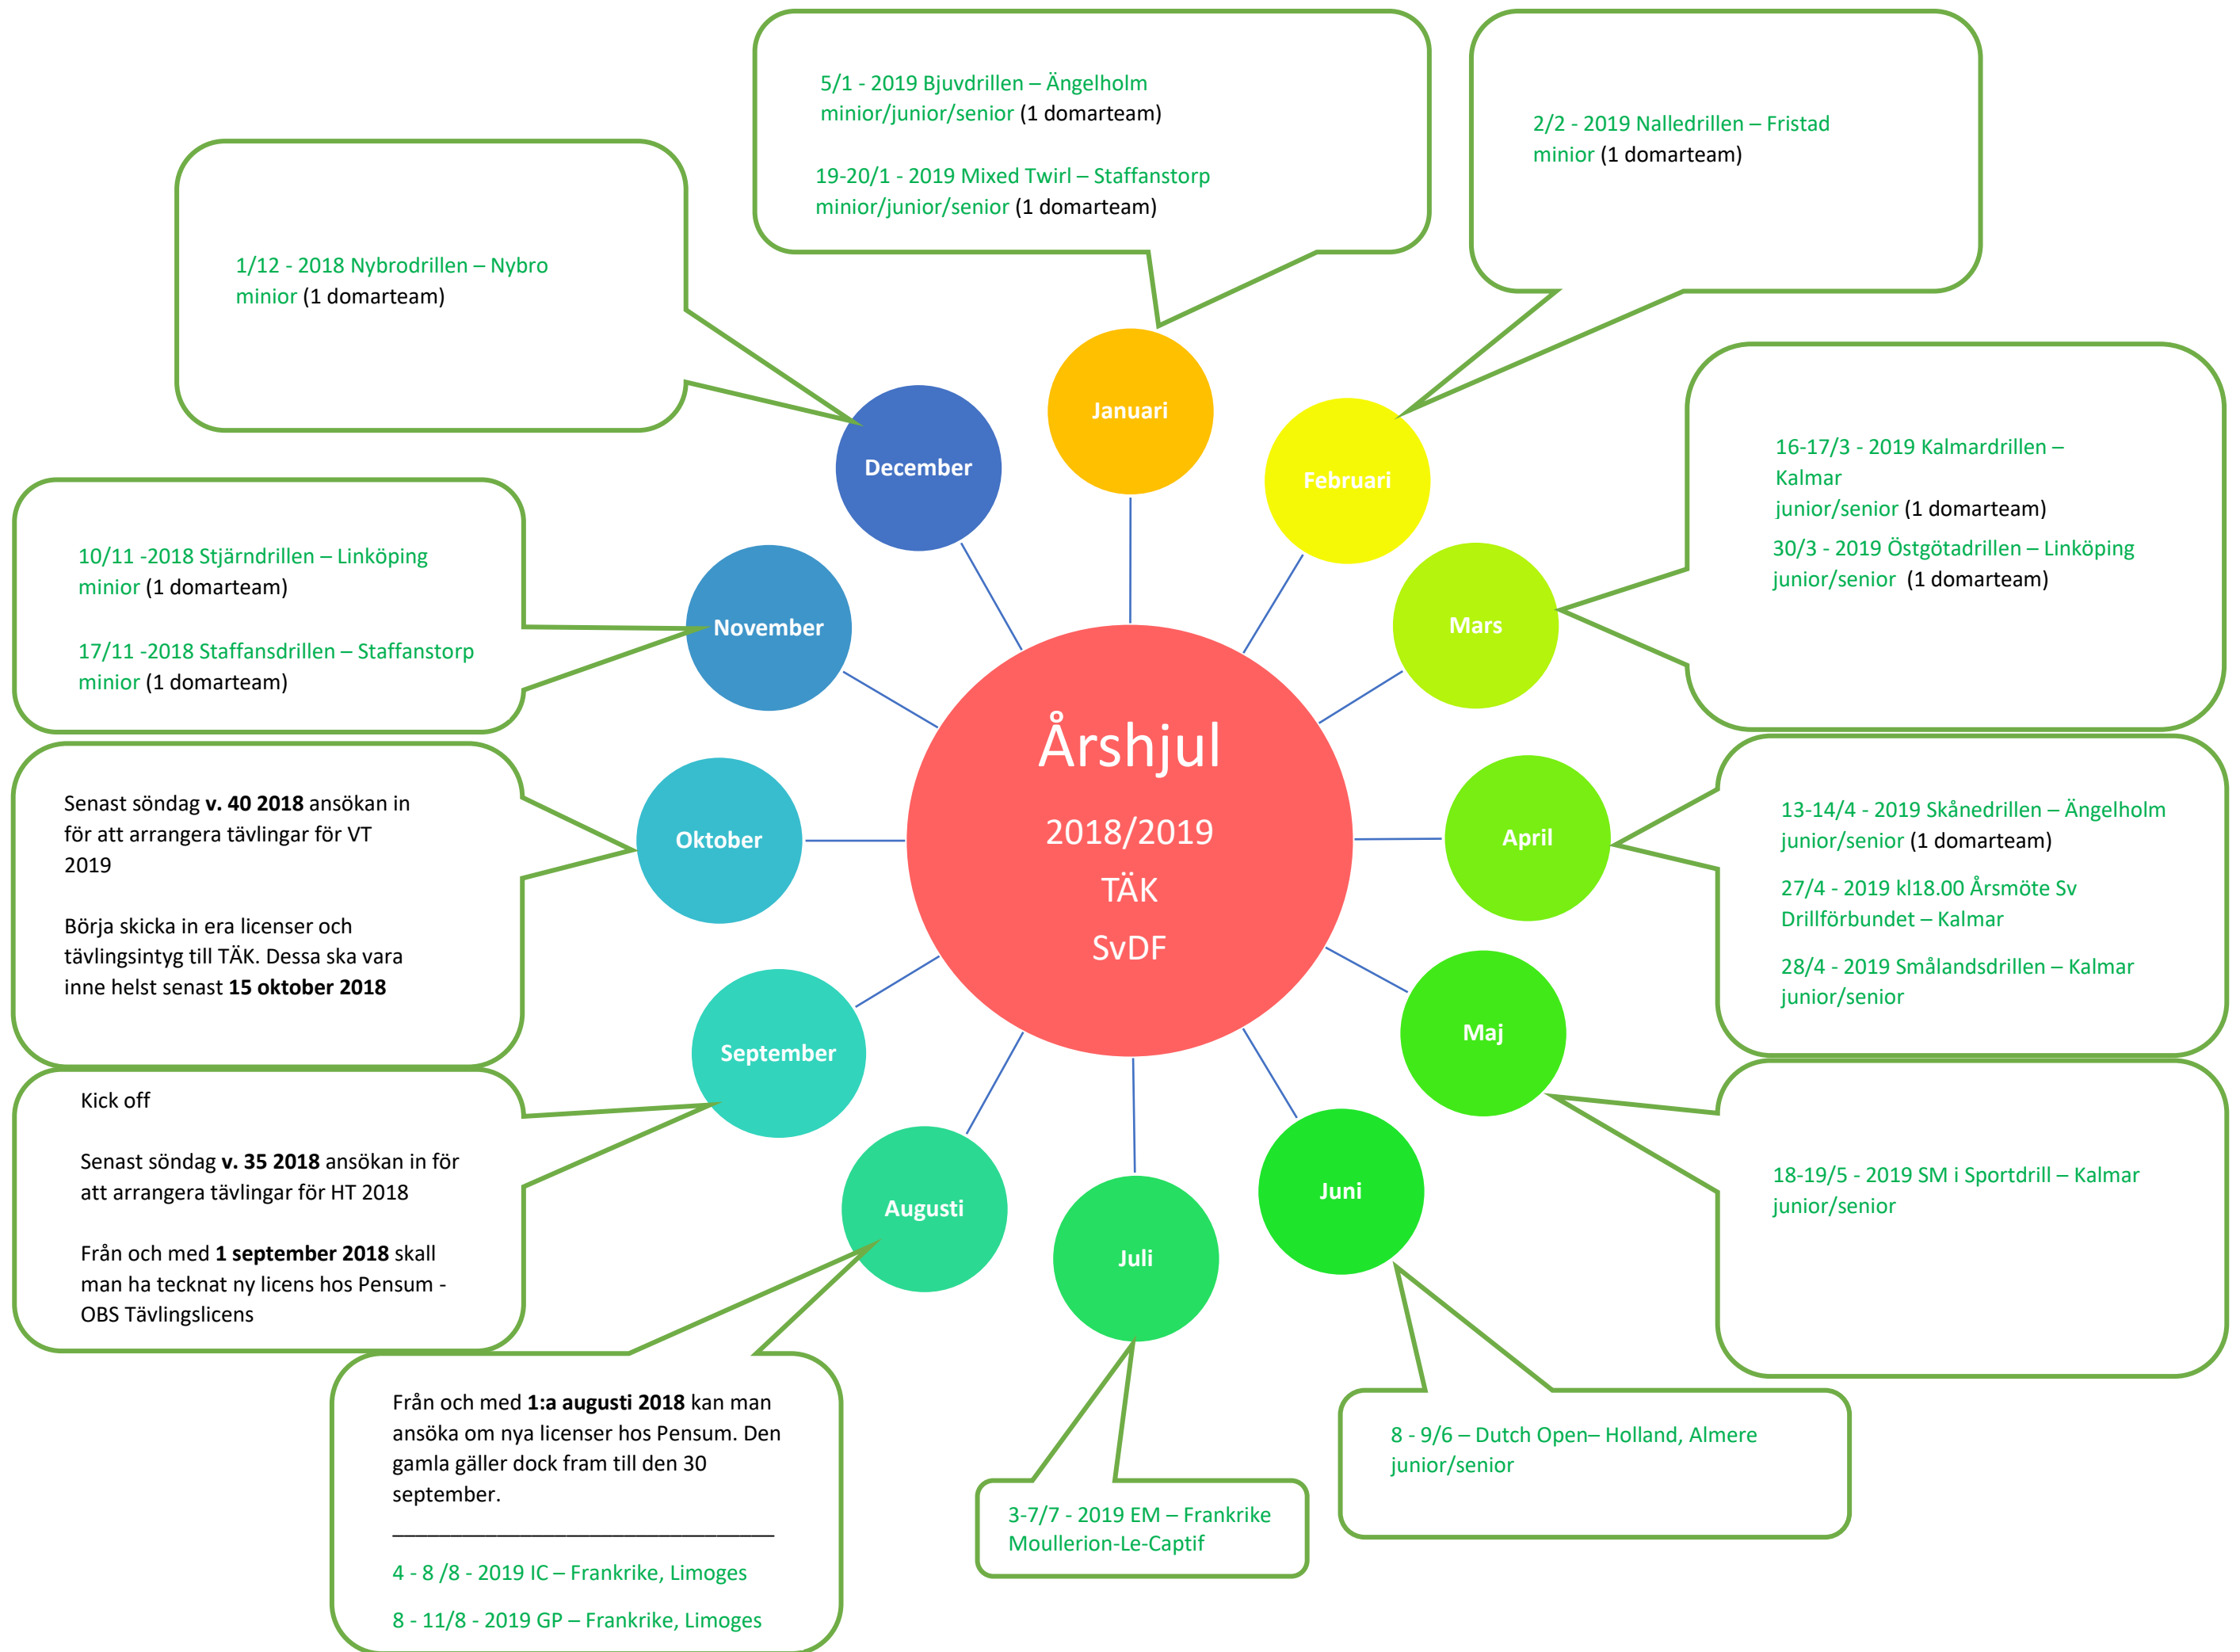 5/1 - 2019 Bjuvdrillen – Ängelholm
minior/junior/senior (1 domarteam)
19-20/1 - 2019 Mixed Twirl – Staffanstorp
minior/junior/senior (1 domarteam)
2/2 - 2019 Nalledrillen – Fristad
minior (1 domarteam)
1/12 - 2018 Nybrodrillen – Nybro
minior (1 domarteam)
Januari
Februari
December
16-17/3 - 2019 Kalmardrillen –
Kalmar
junior/senior (1 domarteam)
30/3 - 2019 Östgötadrillen – Linköping
junior/senior (1 domarteam)
10/11 -2018 Stjärndrillen – Linköping
minior (1 domarteam)
17/11 -2018 Staffansdrillen – Staffanstorp
minior (1 domarteam)
November
Mars
Årshjul
2018/2019
TÄK
SvDF
Senast söndag v. 40 2018 ansökan in
för att arrangera tävlingar för VT
2019
Börja skicka in era licenser och
tävlingsintyg till TÄK. Dessa ska vara
inne helst senast 15 oktober 2018
Oktober
April
13-14/4 - 2019 Skånedrillen – Ängelholm
junior/senior (1 domarteam)
27/4 - 2019 kl18.00 Årsmöte Sv
Drillförbundet – Kalmar
28/4 - 2019 Smålandsdrillen – Kalmar
junior/senior
September
Maj
Kick off
Senast söndag v. 35 2018 ansökan in för
att arrangera tävlingar för HT 2018
Från och med 1 september 2018 skall
man ha tecknat ny licens hos Pensum -
OBS Tävlingslicens
Augusti
Juli
Juni
18-19/5 - 2019 SM i Sportdrill – Kalmar
junior/senior
Från och med 1:a augusti 2018 kan man
ansöka om nya licenser hos Pensum. Den
gamla gäller dock fram till den 30
september.
4 - 8 /8 - 2019 IC – Frankrike, Limoges
8 - 11/8 - 2019 GP – Frankrike, Limoges
3-7/7 - 2019 EM – Frankrike
Moullerion-Le-Captif
8 - 9/6 – Dutch Open– Holland, Almere
junior/senior